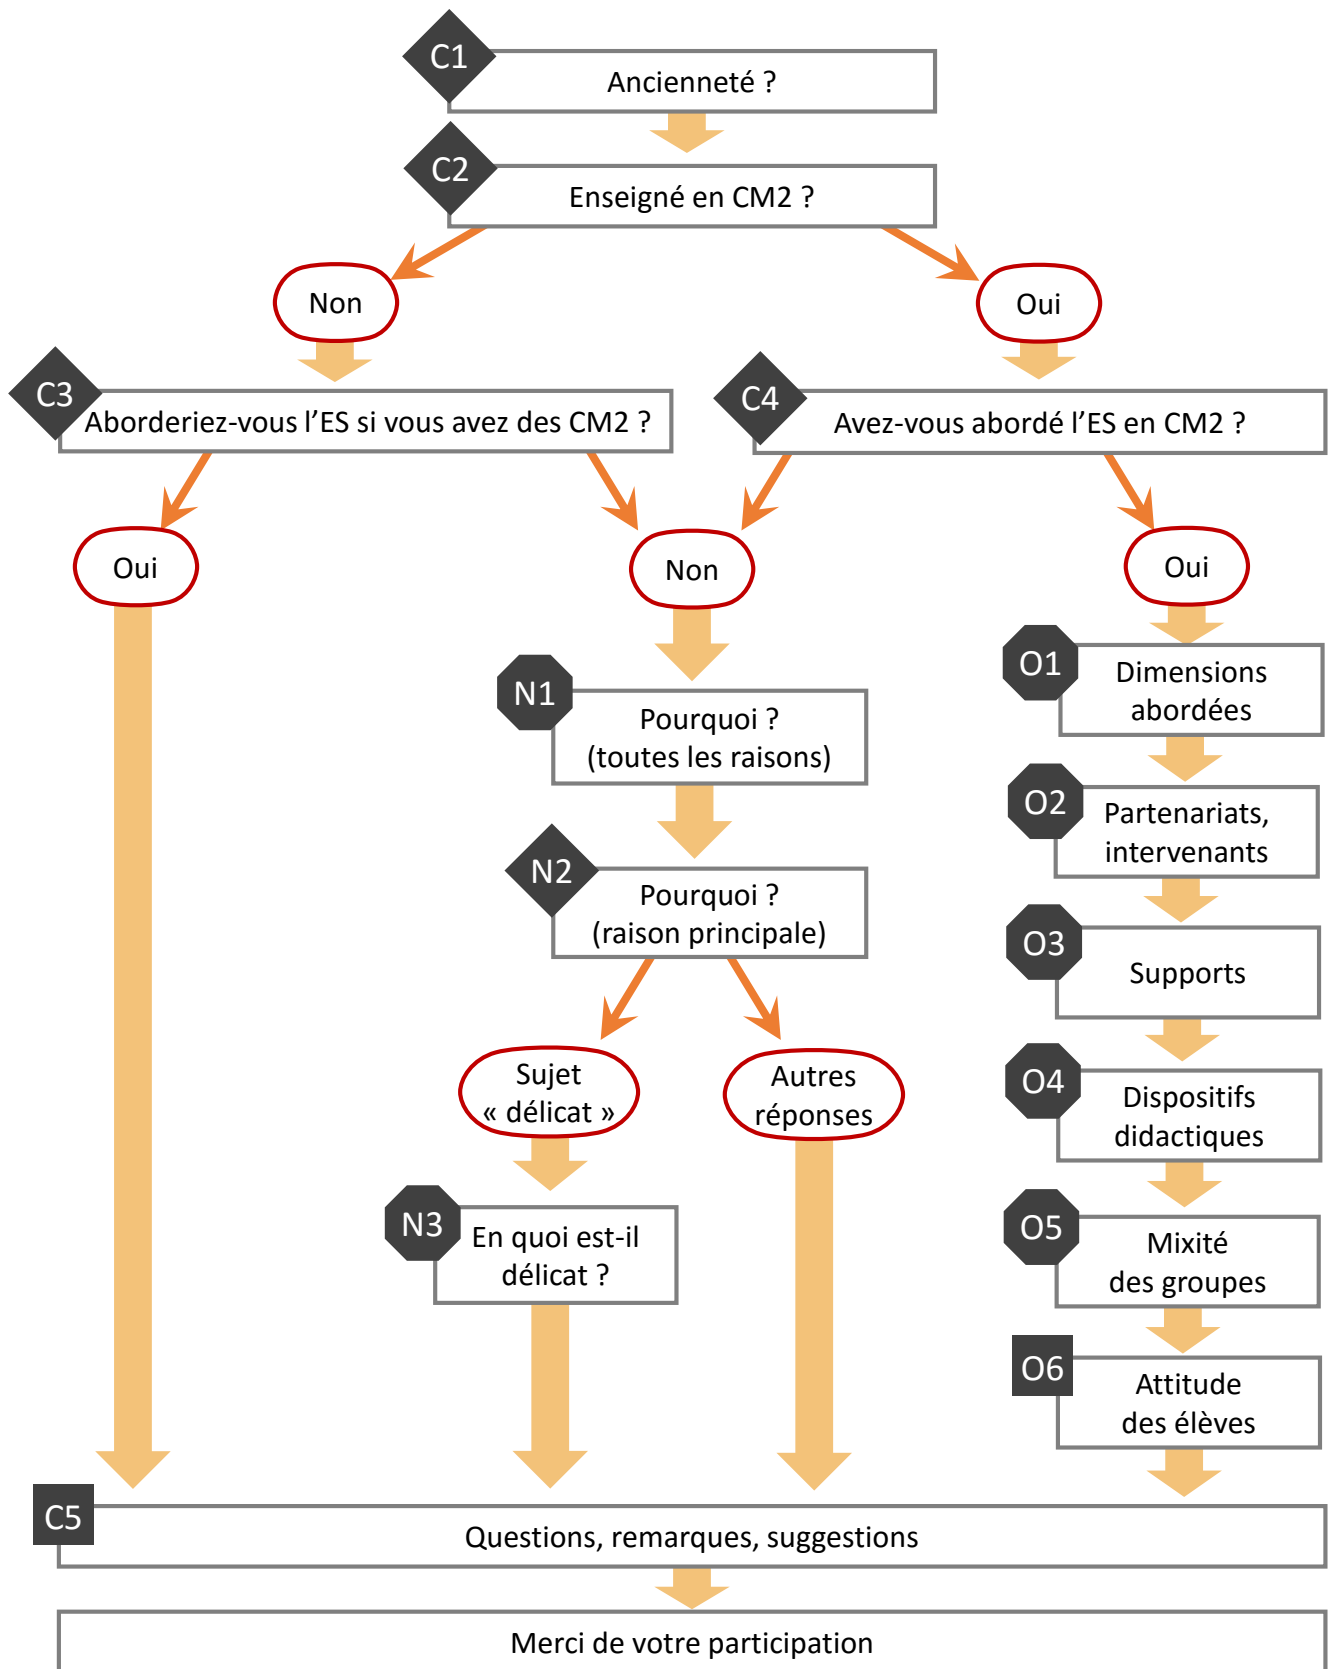 C1
Ancienneté ?
C2
Enseigné en CM2 ?
Non
Oui
C3
Aborderiez-vous l’ES si vous avez des CM2 ?
C4
Avez-vous abordé l’ES en CM2 ?
Oui
Non
Oui
N1
Pourquoi ?
(toutes les raisons)
O1
Dimensions
abordées
O2
Partenariats,
intervenants
N2
Pourquoi ?
(raison principale)
O3
Supports
Sujet
« délicat »
Autres
réponses
O4
Dispositifs
didactiques
N3
En quoi est-il
délicat ?
O5
Mixité
des groupes
O6
Attitude
des élèves
C5
Questions, remarques, suggestions
Merci de votre participation